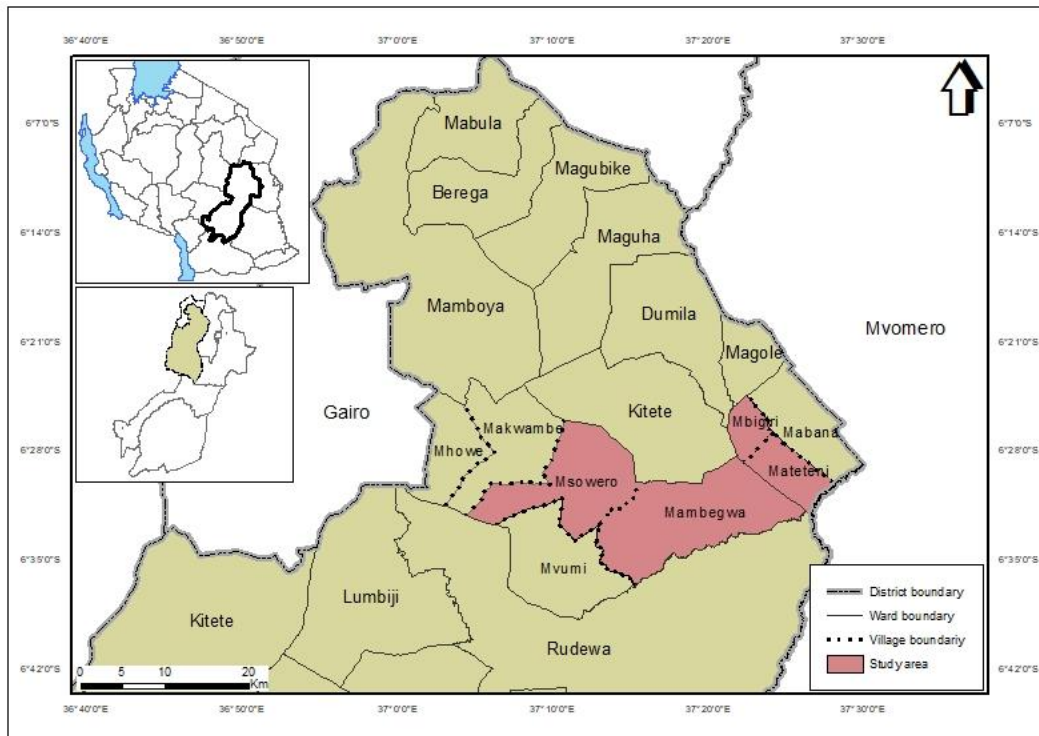 36°40'0"E 36°50'0"E 37°0'0"E 37°10'0"E 37°20'0"E 37°30'0"E
6°7'0"S 6°7'0"S
Mabula
Magubike
Berega
6°14'0"S 6°14'0"S
Maguha
Mamboya
Dumila
Mvomero
6°21'0"S 6°21'0"S
Magole
Gairo
Kitete
Mbigiri
Makwambe
Mabana
Mhowe
6°28'0"S 6°28'0"S
Mateteni
Msowero
Mambegwa
6°35'0"S 6°35'0"S
Mvumi
District boundary
Lumbiji
Ward boundary
Kitete
Village boundariy
Rudewa
Study area
6°42'0"S 6°42'0"S
0 5 10 20
Km
36°40'0"E 36°50'0"E 37°0'0"E 37°10'0"E 37°20'0"E 37°30'0"E